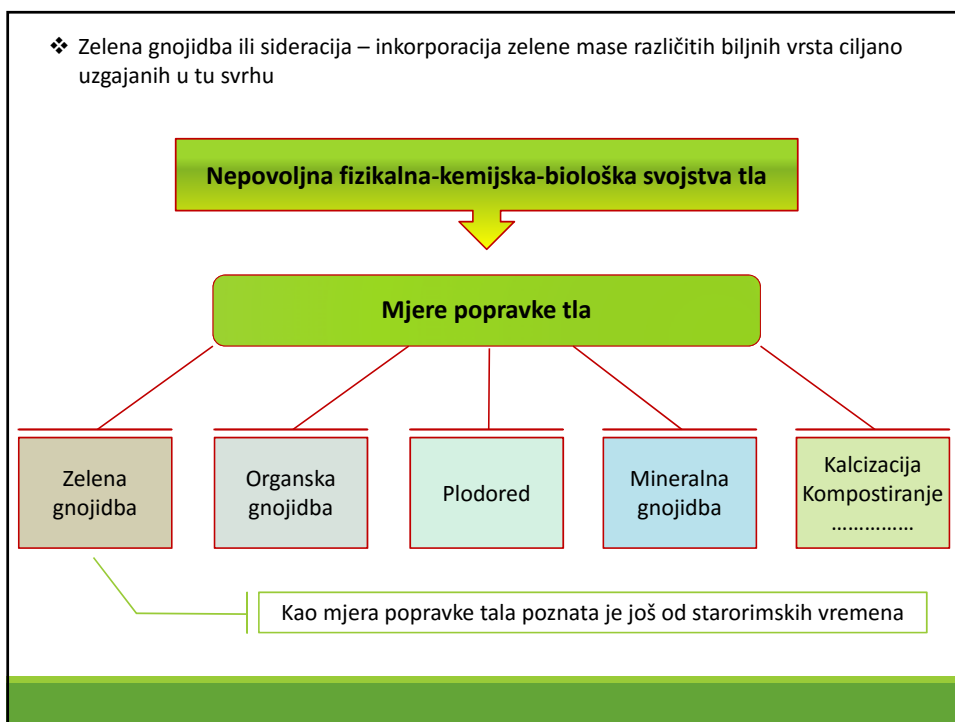 ❖ Zelena gnojidba ili sideracija – inkorporacija zelene mase različitih biljnih vrsta ciljano
uzgajanih u tu svrhu
Nepovoljna fizikalna-kemijska-biološka svojstva tla
Mjere popravke tla
Zelena
gnojidba
Organska
gnojidba
Plodored
Mineralna
gnojidba
Kalcizacija
Kompostiranje
……………
Kao mjera popravke tala poznata je još od starorimskih vremena